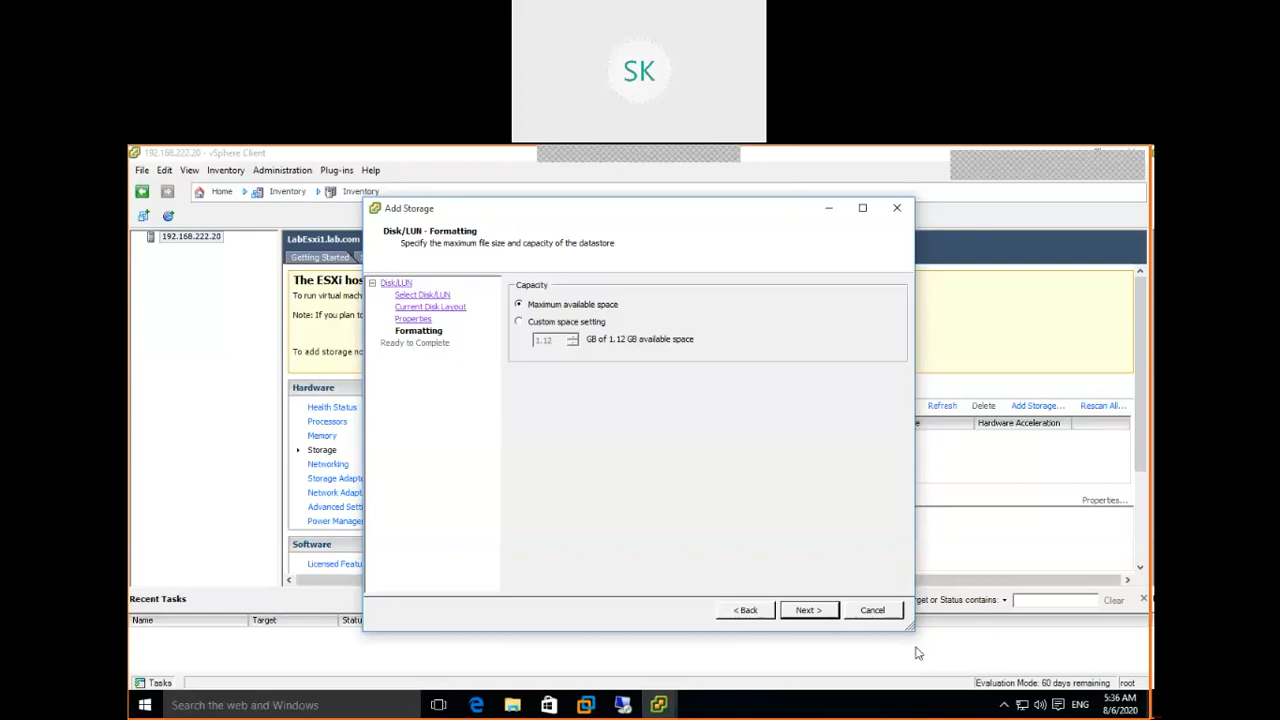 SK
192.168.222.20 - vSphere Client
File Edit View Inventory Administration Plug-ins Help
Home Inventory Inventory
192.168.222.20
LabEsxi1.lab.com
Getting Started
The ESXi hos
To run virtual mach
Note: If you plan to
To add storage no
Hardware
Health Status
Processors
Memory
Storage
Networking
Storage Adapt
Network Adapt
Advanced Sett
Power Manage
Software
Licensed Featu
Add Storage
Disk/LUN - Formatting
Specify the maximum file size and capacity of the datastore
Disk/LUN
Select Disk/LUN
Current Disk Layout
Properties
Formatting
Ready to Complete
Capacity
Maximum available space
Custom space setting
1.12 GB of 1.12 GB available space
< Back Next > Cancel
Refresh Delete Add Storage... Rescan All...
e Hardware Acceleration
Properties...
Recent Tasks
get or Status contains: Clear
Name Target Statu
Tasks
Evaluation Mode: 60 days remaining root
Search the web and Windows
ENG
5:36 AM
8/6/2020